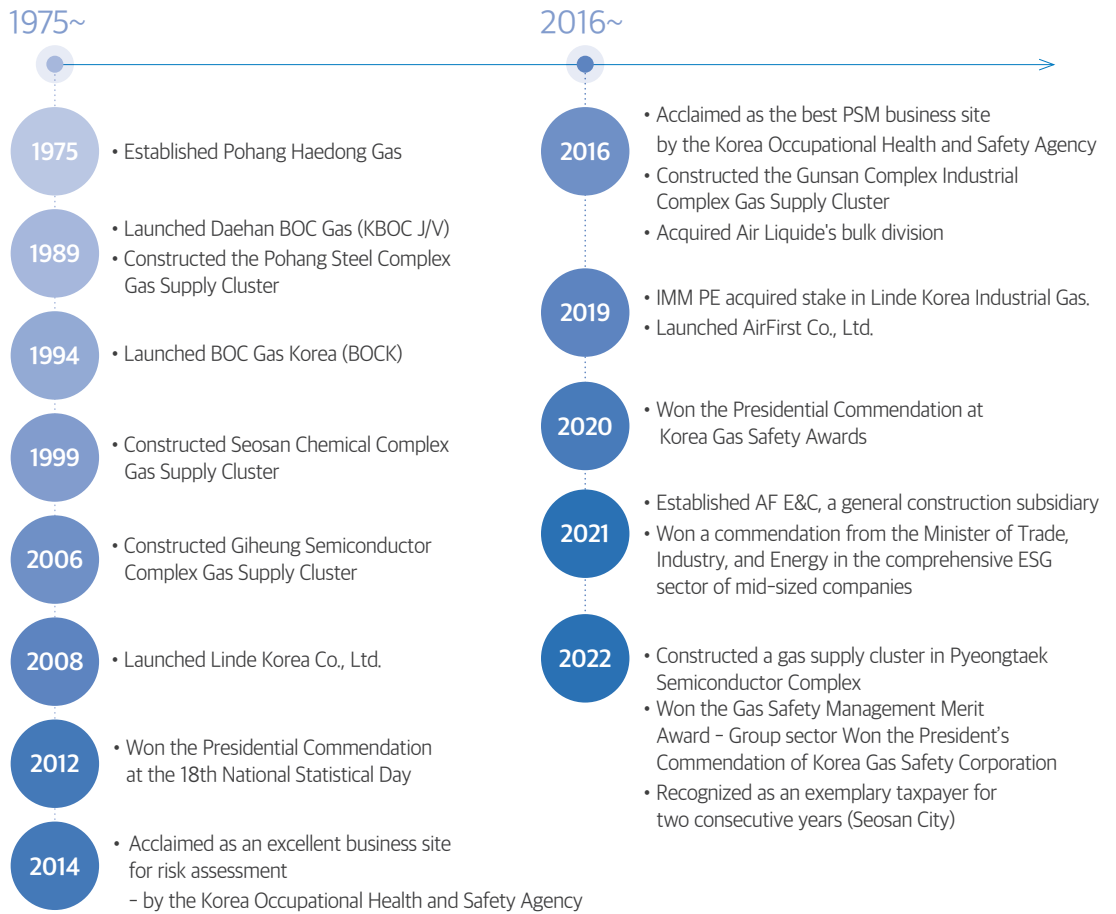 1975~
1975
• Established Pohang Haedong Gas
1989
• Launched Daehan BOC Gas (KBOC J/V)
• Constructed the Pohang Steel Complex
Gas Supply Cluster
1994
• Launched BOC Gas Korea (BOCK)
1999
• Constructed Seosan Chemical Complex
Gas Supply Cluster
2006
• Constructed Giheung Semiconductor
Complex Gas Supply Cluster
2008
• Launched Linde Korea Co., Ltd.
2012
• Won the Presidential Commendation
at the 18th National Statistical Day
2014
• Acclaimed as an excellent business site
for risk assessment
- by the Korea Occupational Health and Safety Agency
2016~
2016
• Acclaimed as the best PSM business site
by the Korea Occupational Health and Safety Agency
• Constructed the Gunsan Complex Industrial
Complex Gas Supply Cluster
• Acquired Air Liquide's bulk division
2019
• IMM PE acquired stake in Linde Korea Industrial Gas.
• Launched AirFirst Co., Ltd.
2020
• Won the Presidential Commendation at
Korea Gas Safety Awards
2021
• Established AF E&C, a general construction subsidiary
• Won a commendation from the Minister of Trade,
Industry, and Energy in the comprehensive ESG
sector of mid-sized companies
2022
• Constructed a gas supply cluster in Pyeongtaek
Semiconductor Complex
• Won the Gas Safety Management Merit
Award - Group sector Won the President's
Commendation of Korea Gas Safety Corporation
• Recognized as an exemplary taxpayer for
two consecutive years (Seosan City)